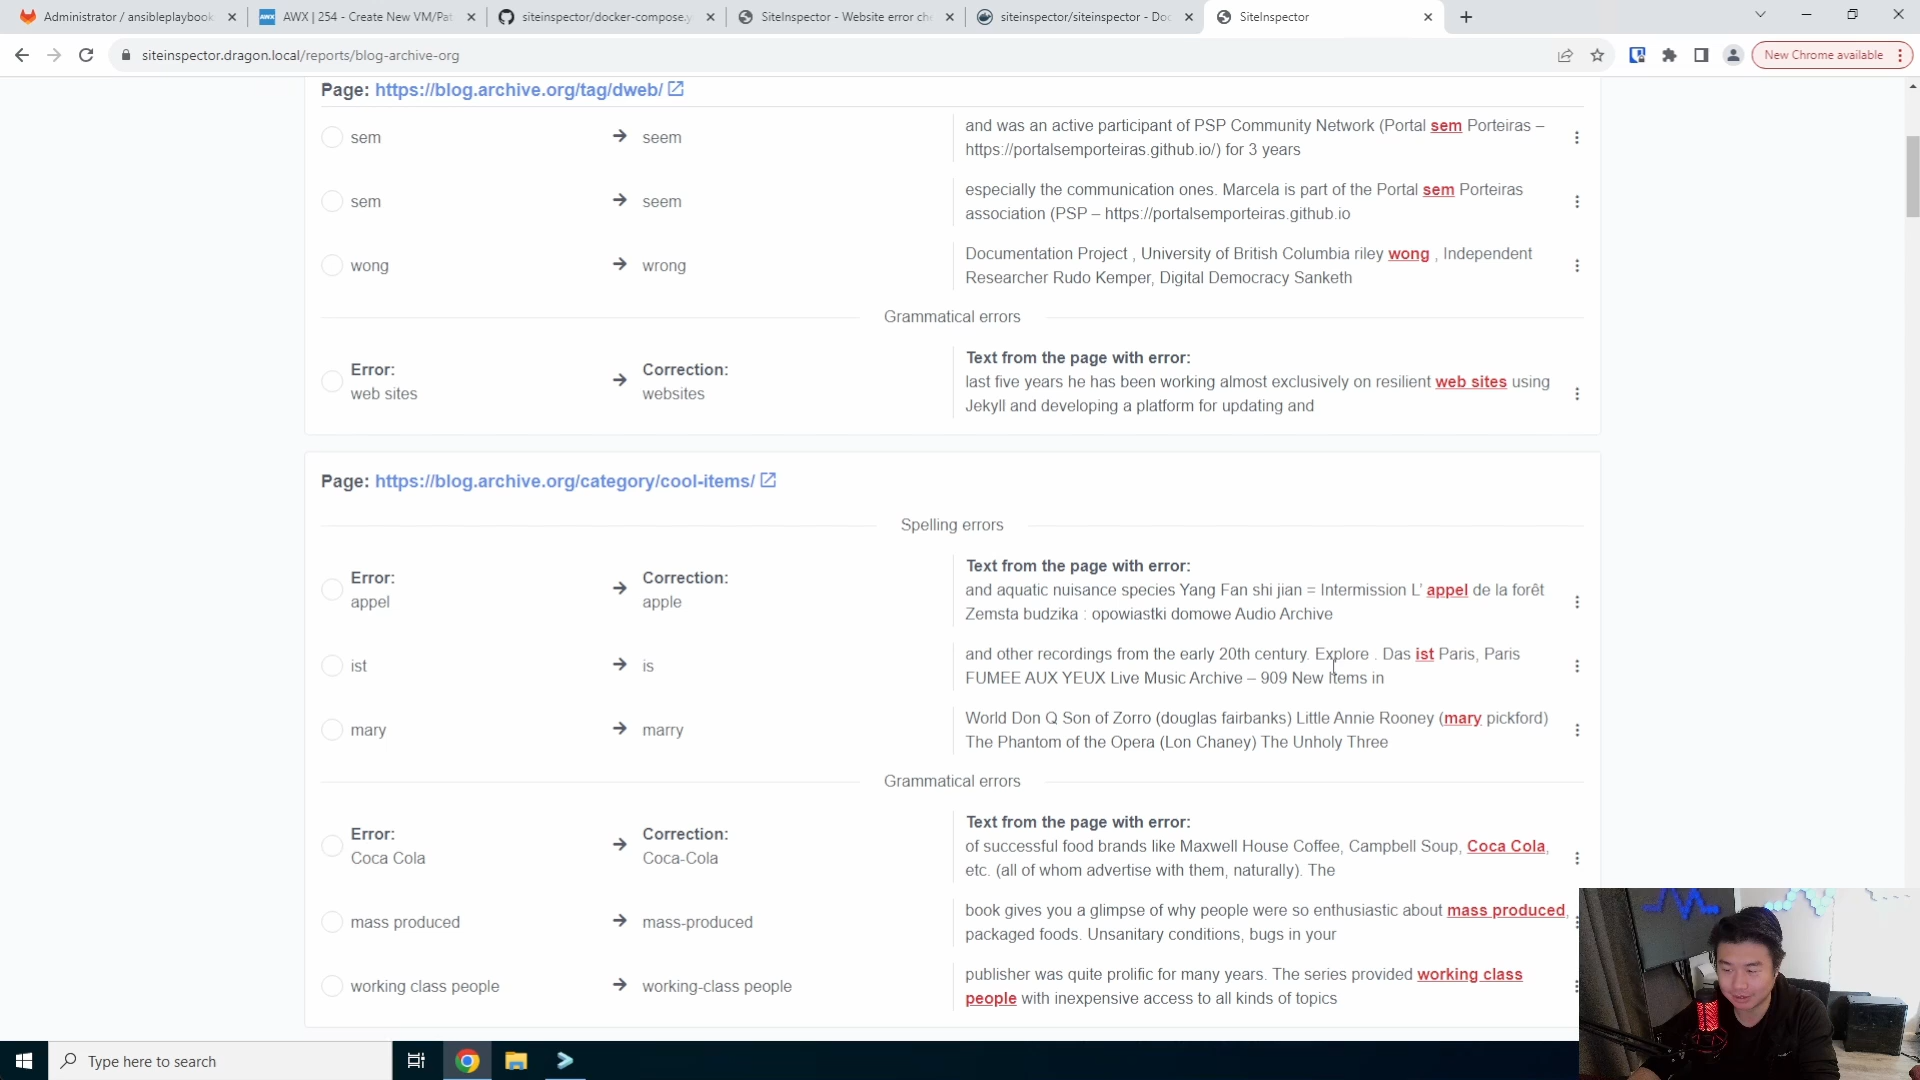 Administrator / ansibleplaybook
AWX | 254 - Create New VM/Pat
siteinspector/docker-compose.y
SiteInspector - Website error che
siteinspector/siteinspector - Doc
SiteInspector
siteinspector.dragon.local/reports/blog-archive-org
New Chrome available
Page: https://blog.archive.org/tag/dweb/
sem → seem
and was an active participant of PSP Community Network (Portal sem Porteiras –
https://portalsemporteiras.github.io/) for 3 years
sem → seem
especially the communication ones. Marcela is part of the Portal sem Porteiras
association (PSP – https://portalsemporteiras.github.io
wong → wrong
Documentation Project , University of British Columbia riley wong , Independent
Researcher Rudo Kemper, Digital Democracy Sanketh
Grammatical errors
Error:
web sites
→
Correction:
websites
Text from the page with error:
last five years he has been working almost exclusively on resilient web sites using
Jekyll and developing a platform for updating and
Page: https://blog.archive.org/category/cool-items/
Spelling errors
Error:
appel
→
Correction:
apple
Text from the page with error:
and aquatic nuisance species Yang Fan shi jian = Intermission L' appel de la forêt
Zemsta budzika : opowiastki domowe Audio Archive
ist → is
and other recordings from the early 20th century. Explore . Das ist Paris, Paris
FUMEE AUX YEUX Live Music Archive – 909 New Items in
mary → marry
World Don Q Son of Zorro (douglas fairbanks) Little Annie Rooney (mary pickford)
The Phantom of the Opera (Lon Chaney) The Unholy Three
Grammatical errors
Error:
Coca Cola
→
Correction:
Coca-Cola
Text from the page with error:
of successful food brands like Maxwell House Coffee, Campbell Soup, Coca Cola,
etc. (all of whom advertise with them, naturally). The
mass produced → mass-produced
book gives you a glimpse of why people were so enthusiastic about mass produced,
packaged foods. Unsanitary conditions, bugs in your
working class people → working-class people
publisher was quite prolific for many years. The series provided working class
people with inexpensive access to all kinds of topics
Type here to search